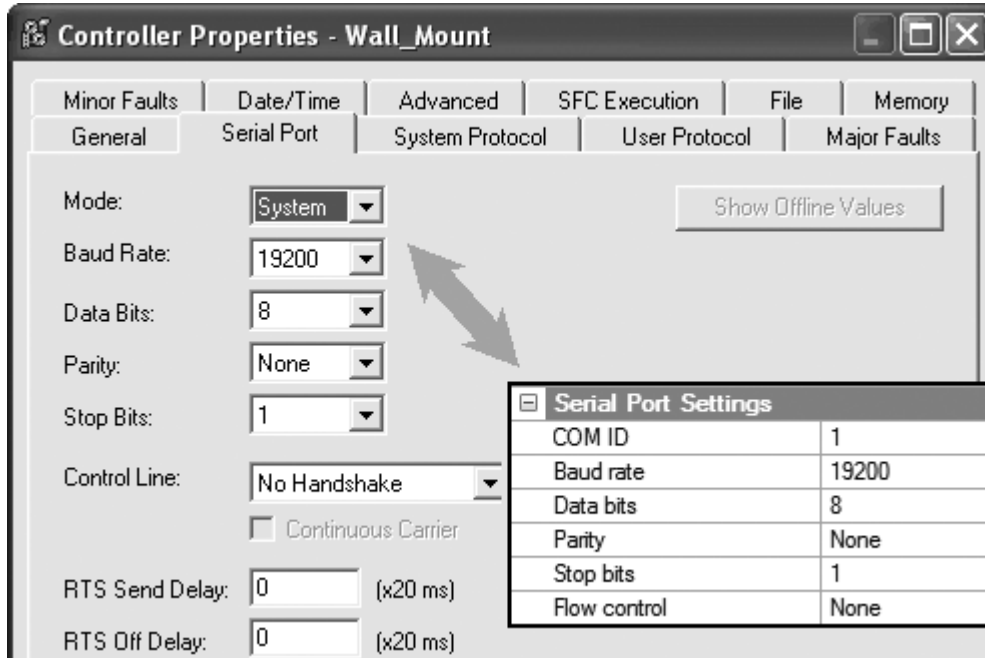 Controller Properties - Wall_Mount
Minor Faults Date/Time Advanced SFC Execution File Memory
General Serial Port System Protocol User Protocol Major Faults
Mode: System Show Offline Values
Baud Rate: 19200
Data Bits: 8
Parity: None
Stop Bits: 1
Control Line: No Handshake
Continuous Carrier
RTS Send Delay: 0 (x20 ms)
RTS Off Delay: 0 (x20 ms)
Serial Port Settings
COM ID 1
Baud rate 19200
Data bits 8
Parity None
Stop bits 1
Flow control None